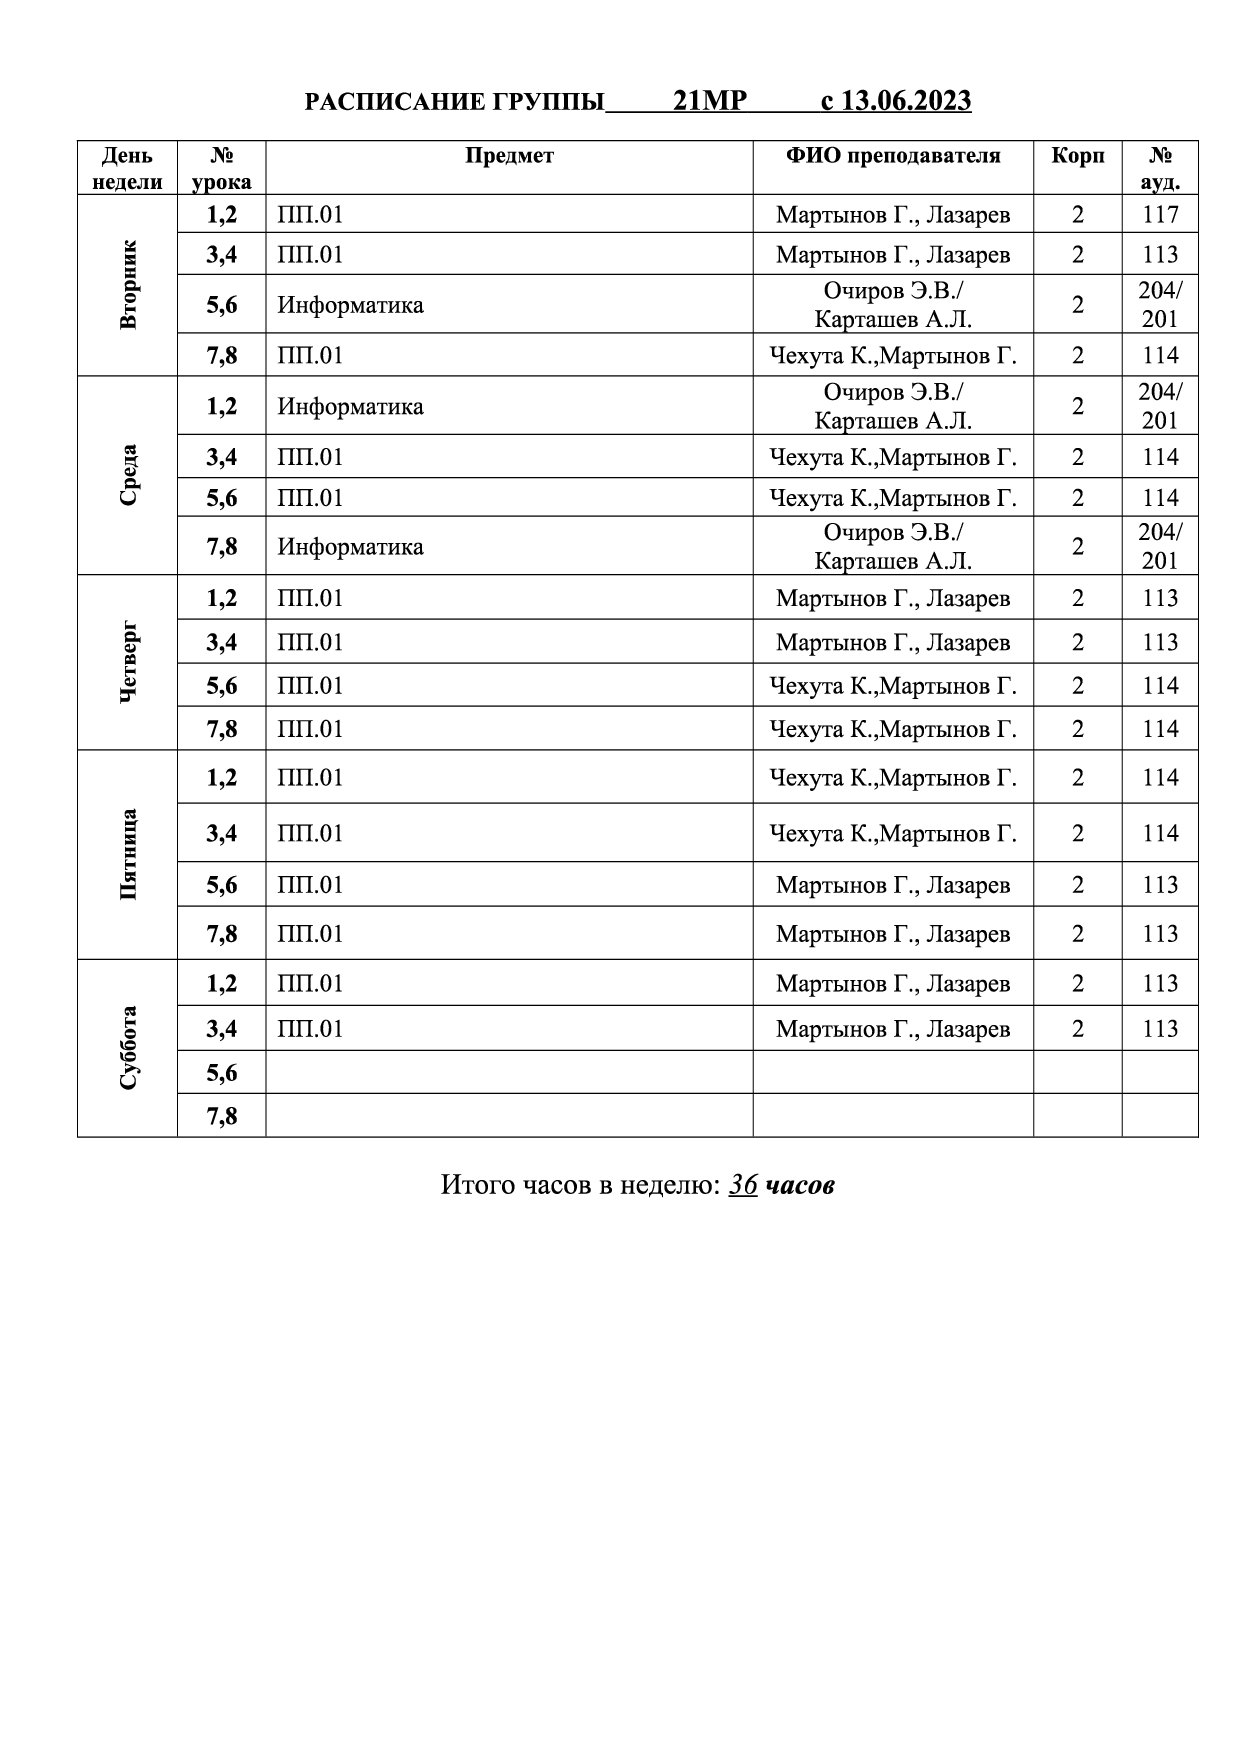 РАСПИСАНИЕ ГРУППЫ 21МР с 13.06.2023
День недели № урока Предмет ФИО преподавателя Корп № ауд.
Вторник
1,2 ПП.01 Мартынов Г., Лазарев 2 117
3,4 ПП.01 Мартынов Г., Лазарев 2 113
5,6 Информатика Очиров Э.В./ Карташев А.Л. 2 204/ 201
7,8 ПП.01 Чехута К.,Мартынов Г. 2 114
Среда
1,2 Информатика Очиров Э.В./ Карташев А.Л. 2 204/ 201
3,4 ПП.01 Чехута К.,Мартынов Г. 2 114
5,6 ПП.01 Чехута К.,Мартынов Г. 2 114
7,8 Информатика Очиров Э.В./ Карташев А.Л. 2 204/ 201
Четверг
1,2 ПП.01 Мартынов Г., Лазарев 2 113
3,4 ПП.01 Мартынов Г., Лазарев 2 113
5,6 ПП.01 Чехута К.,Мартынов Г. 2 114
7,8 ПП.01 Чехута К.,Мартынов Г. 2 114
Пятница
1,2 ПП.01 Чехута К.,Мартынов Г. 2 114
3,4 ПП.01 Чехута К.,Мартынов Г. 2 114
5,6 ПП.01 Мартынов Г., Лазарев 2 113
7,8 ПП.01 Мартынов Г., Лазарев 2 113
Суббота
1,2 ПП.01 Мартынов Г., Лазарев 2 113
3,4 ПП.01 Мартынов Г., Лазарев 2 113
5,6
7,8
Итого часов в неделю: 36 часов